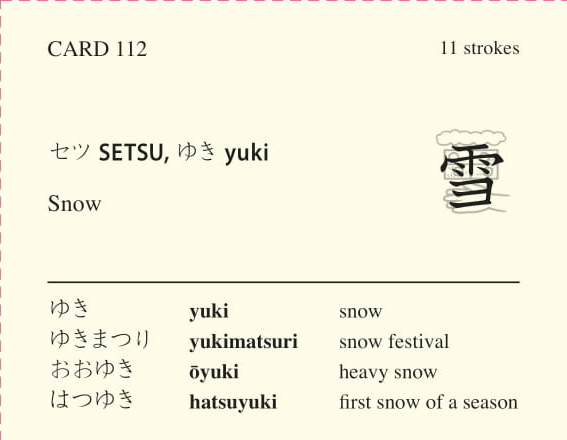 CARD 112 11 strokes
セツ SETSU, ゆき yuki
雪
Snow
ゆき yuki snow
ゆきまつり yukimatsuri snow festival
おおゆき ōyuki heavy snow
はつゆき hatsuyuki first snow of a season